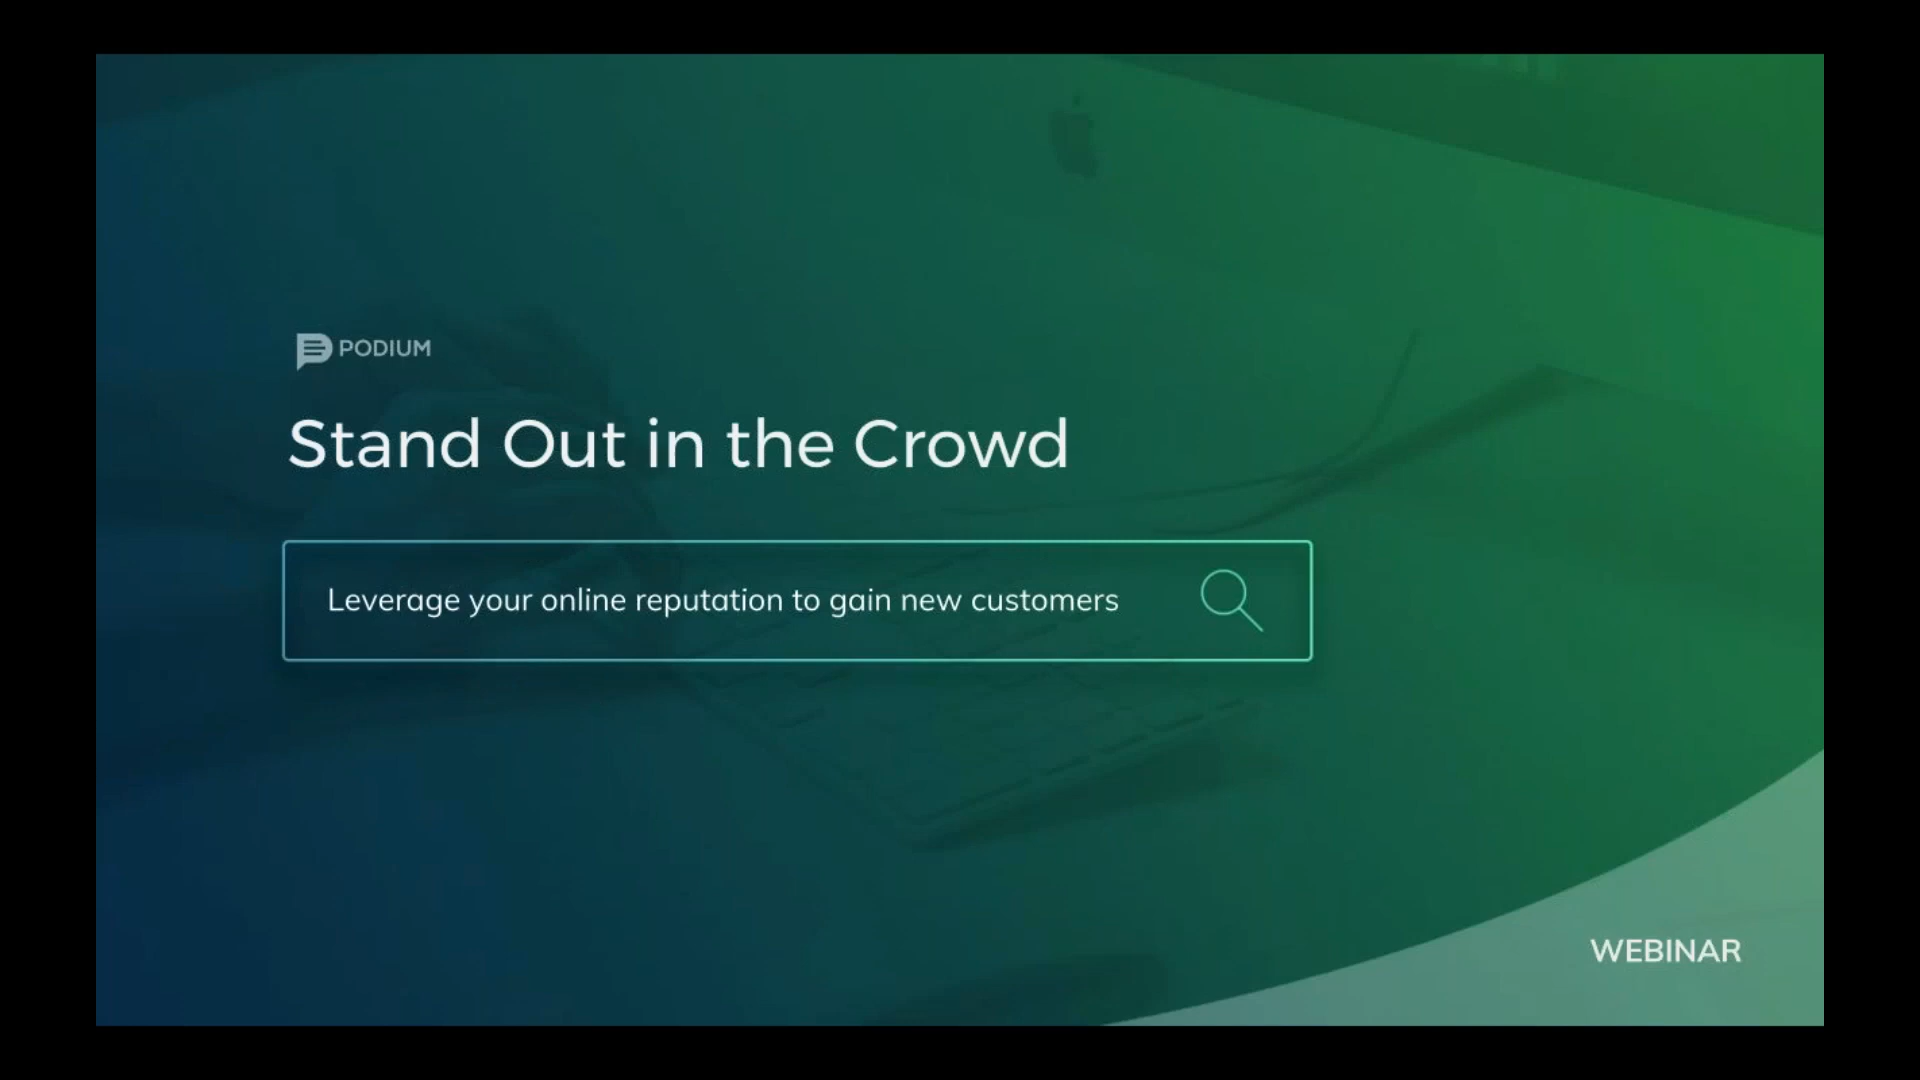 PODIUM
Stand Out in the Crowd
Leverage your online reputation to gain new customers
WEBINAR